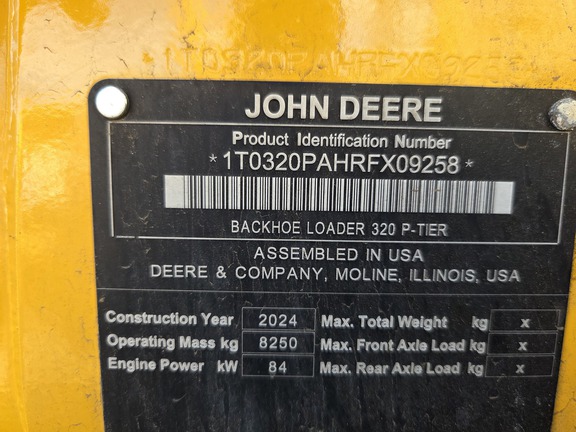 1T0320PAHRFX09258
JOHN DEERE
Product Identification Number
*1T0320PAHRFX09258*
BACKHOE LOADER 320 P-TIER
ASSEMBLED IN USA
DEERE & COMPANY, MOLINE, ILLINOIS, USA
Construction Year 2024 Max. Total Weight kg x
Operating Mass kg 8250 Max. Front Axle Load kg x
Engine Power kW 84 Max. Rear Axle Load kg x